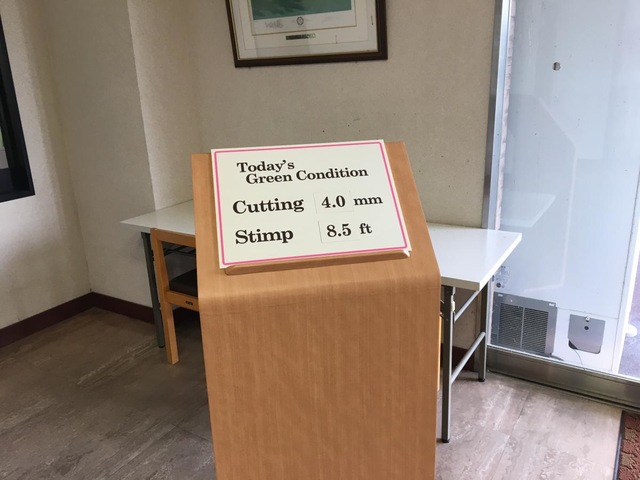 Today's
Green Condition
Cutting 4.0 mm
Stimp 8.5 ft